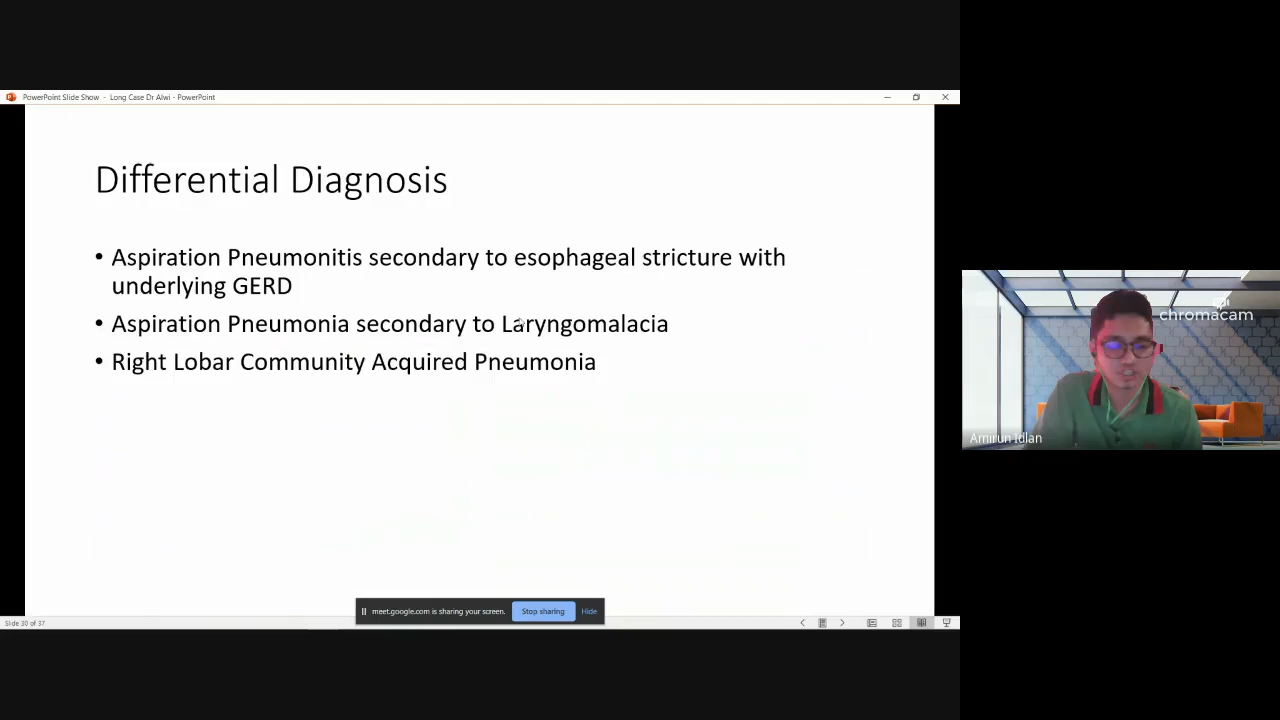 PowerPoint Slide Show - Long Case Dr Alwi - PowerPoint
Differential Diagnosis
• Aspiration Pneumonitis secondary to esophageal stricture with
underlying GERD
• Aspiration Pneumonia secondary to Laryngomalacia
• Right Lobar Community Acquired Pneumonia
chromacam
Amirun Idlan
meet.google.com is sharing your screen. Stop sharing Hide
Slide 30 of 37